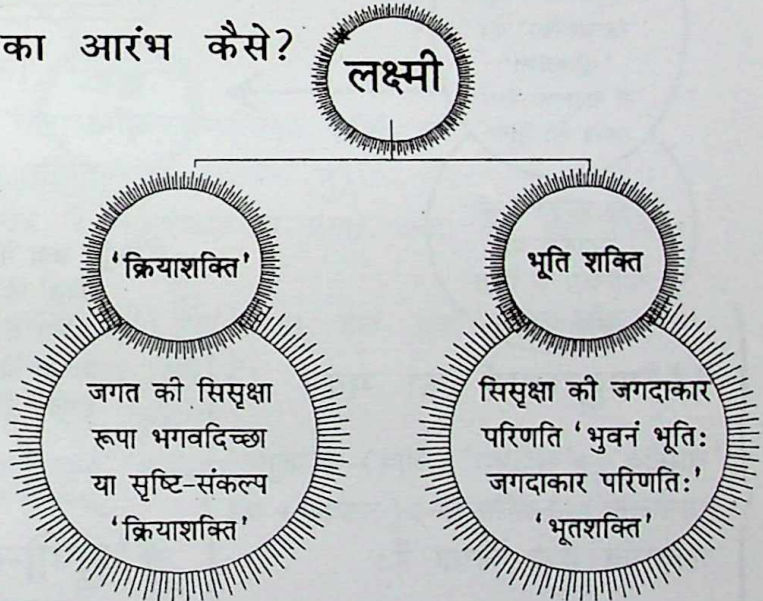 का आरंभ कैसे?
लक्ष्मी
'क्रियाशक्ति'
भूति शक्ति
जगत की सिसृक्षा
रूपा भगवदिच्छा
या सृष्टि-संकल्प
'क्रियाशक्ति'
सिसृक्षा की जगदाकार
परिणति 'भुवनं भूतिः
जगदाकार परिणतिः'
'भूतशक्ति'